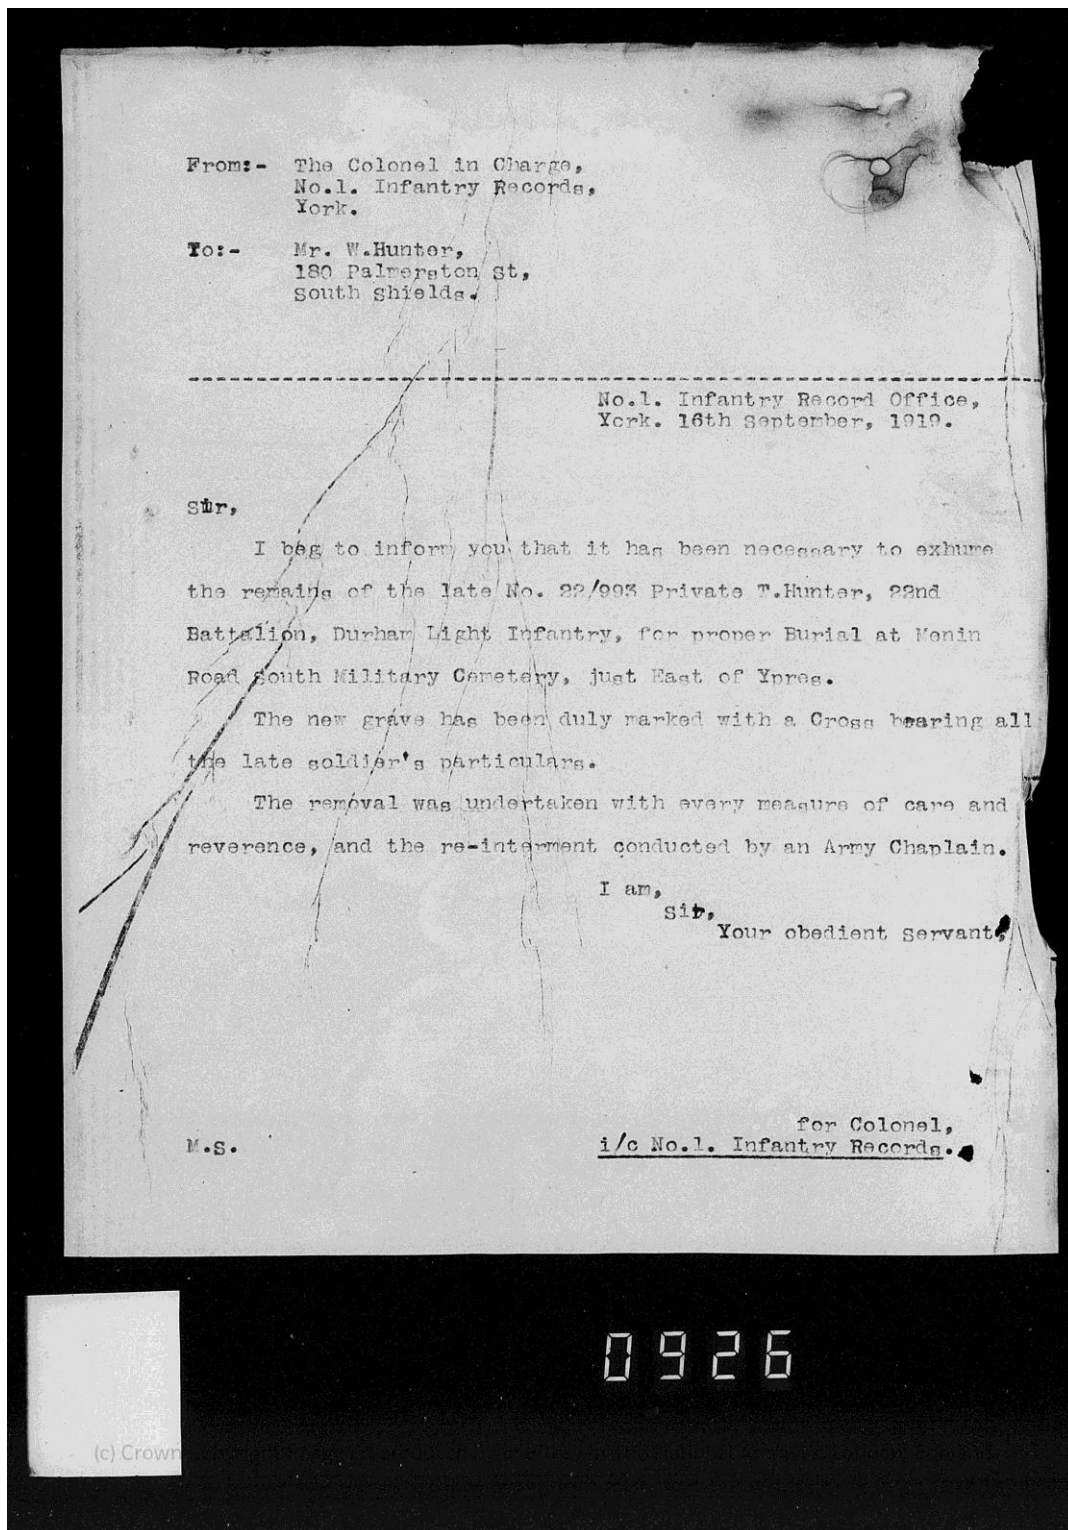 From:- The Colonel in Charge,
No.1. Infantry Records,
York.
To:- Mr. W.Hunter,
180 Palmerston St,
South Shields.
No.1. Infantry Record Office,
York. 16th September, 1919.
Sir,
I beg to inform you that it has been necessary to exhume
the remains of the late No. 22/993 Private T.Hunter, 22nd
Battalion, Durham Light Infantry, for proper Burial at Menin
Road South Military Cemetery, just East of Ypres.
The new grave has been duly marked with a Cross bearing all
the late soldier's particulars.
The removal was undertaken with every measure of care and
reverence, and the re-interment conducted by an Army Chaplain.
I am,
Sir,
Your obedient Servant,
for Colonel,
M.S. i/c No.1. Infantry Records.
0926
(c) Crown